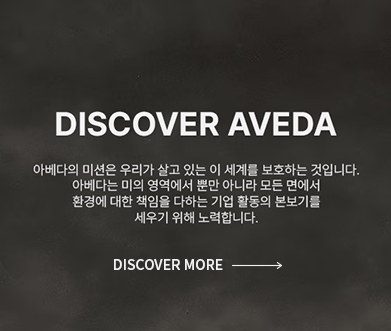 DISCOVER AVEDA
아베다의 미션은 우리가 살고 있는 이 세계를 보호하는 것입니다.
아베다는 미의 영역에서 뿐만 아니라 모든 면에서
환경에 대한 책임을 다하는 기업 활동의 본보기를
세우기 위해 노력합니다.
DISCOVER MORE